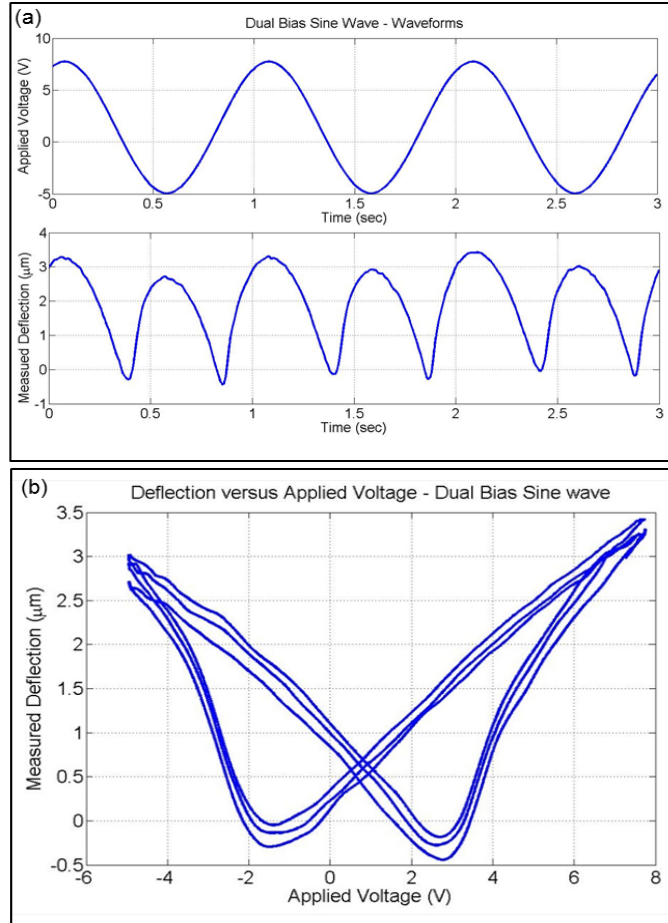 (a)
Dual Bias Sine Wave - Waveforms
Applied Voltage (V)
10
5
0
-5
0 0.5 1 1.5 2 2.5 3
Time (sec)
Measued Deflection (μm)
4
3
2
1
0
-1
0 0.5 1 1.5 2 2.5 3
Time (sec)
(b)
Deflection versus Applied Voltage - Dual Bias Sine wave
Measured Deflection (μm)
3.5
3
2.5
2
1.5
1
0.5
0
-0.5
-6 -4 -2 0 2 4 6 8
Applied Voltage (V)